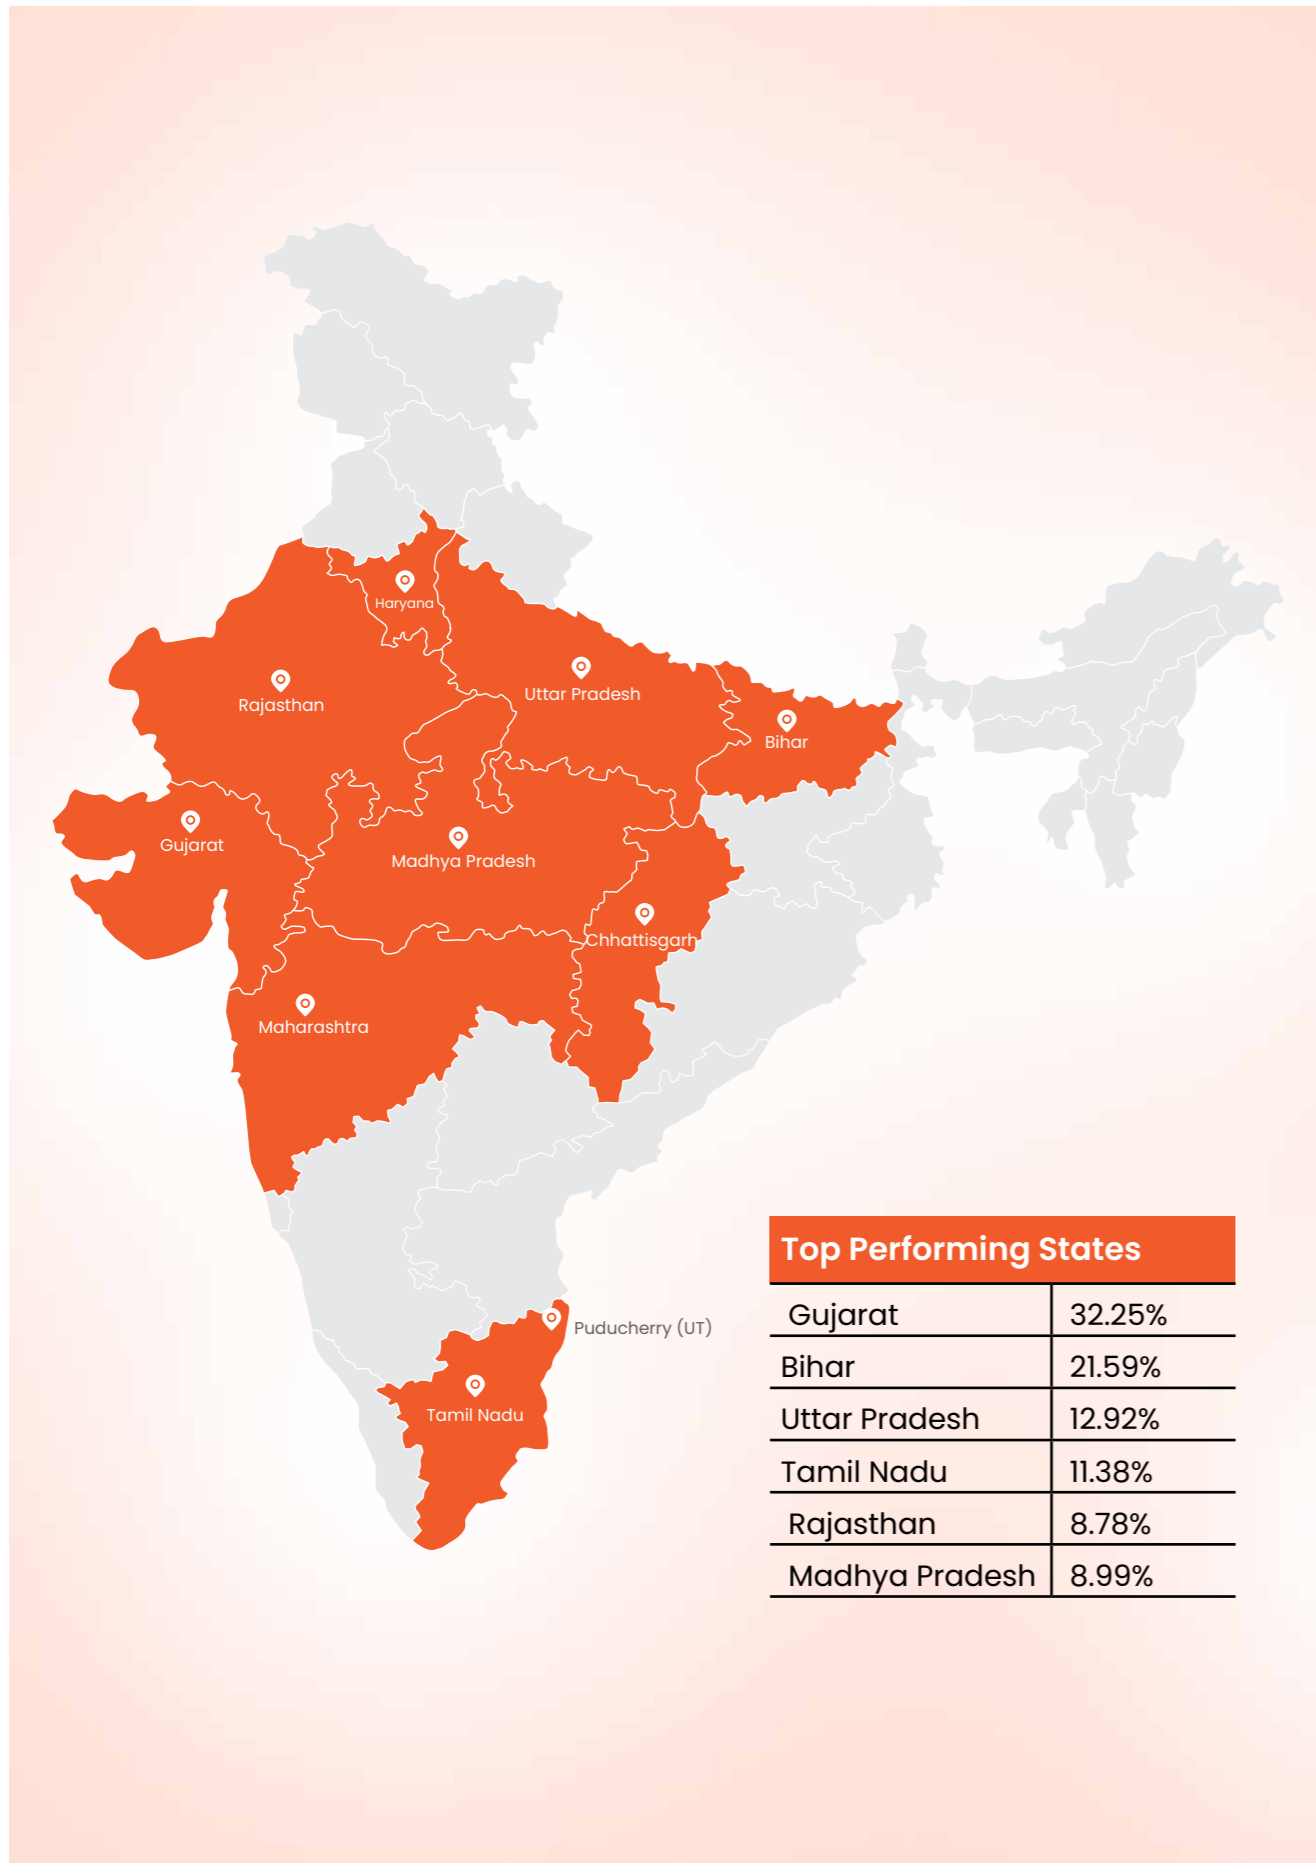 Haryana
Rajasthan
Uttar Pradesh
Bihar
Gujarat
Madhya Pradesh
Chhattisgarh
Maharashtra
Puducherry (UT)
Tamil Nadu
Top Performing States
Gujarat 32.25%
Bihar 21.59%
Uttar Pradesh 12.92%
Tamil Nadu 11.38%
Rajasthan 8.78%
Madhya Pradesh 8.99%